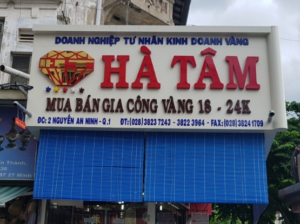 DOANH NGHIỆP TƯ NHÂN KINH DOANH VÀNG
HÀ TÂM
MUA BÁN GIA CÔNG VÀNG 18 - 24K
ĐC: 2 NGUYỄN AN NINH - Q.1 ĐT: (028) 3823 7243 - 3822 3964 - FAX: (028) 3824 1709